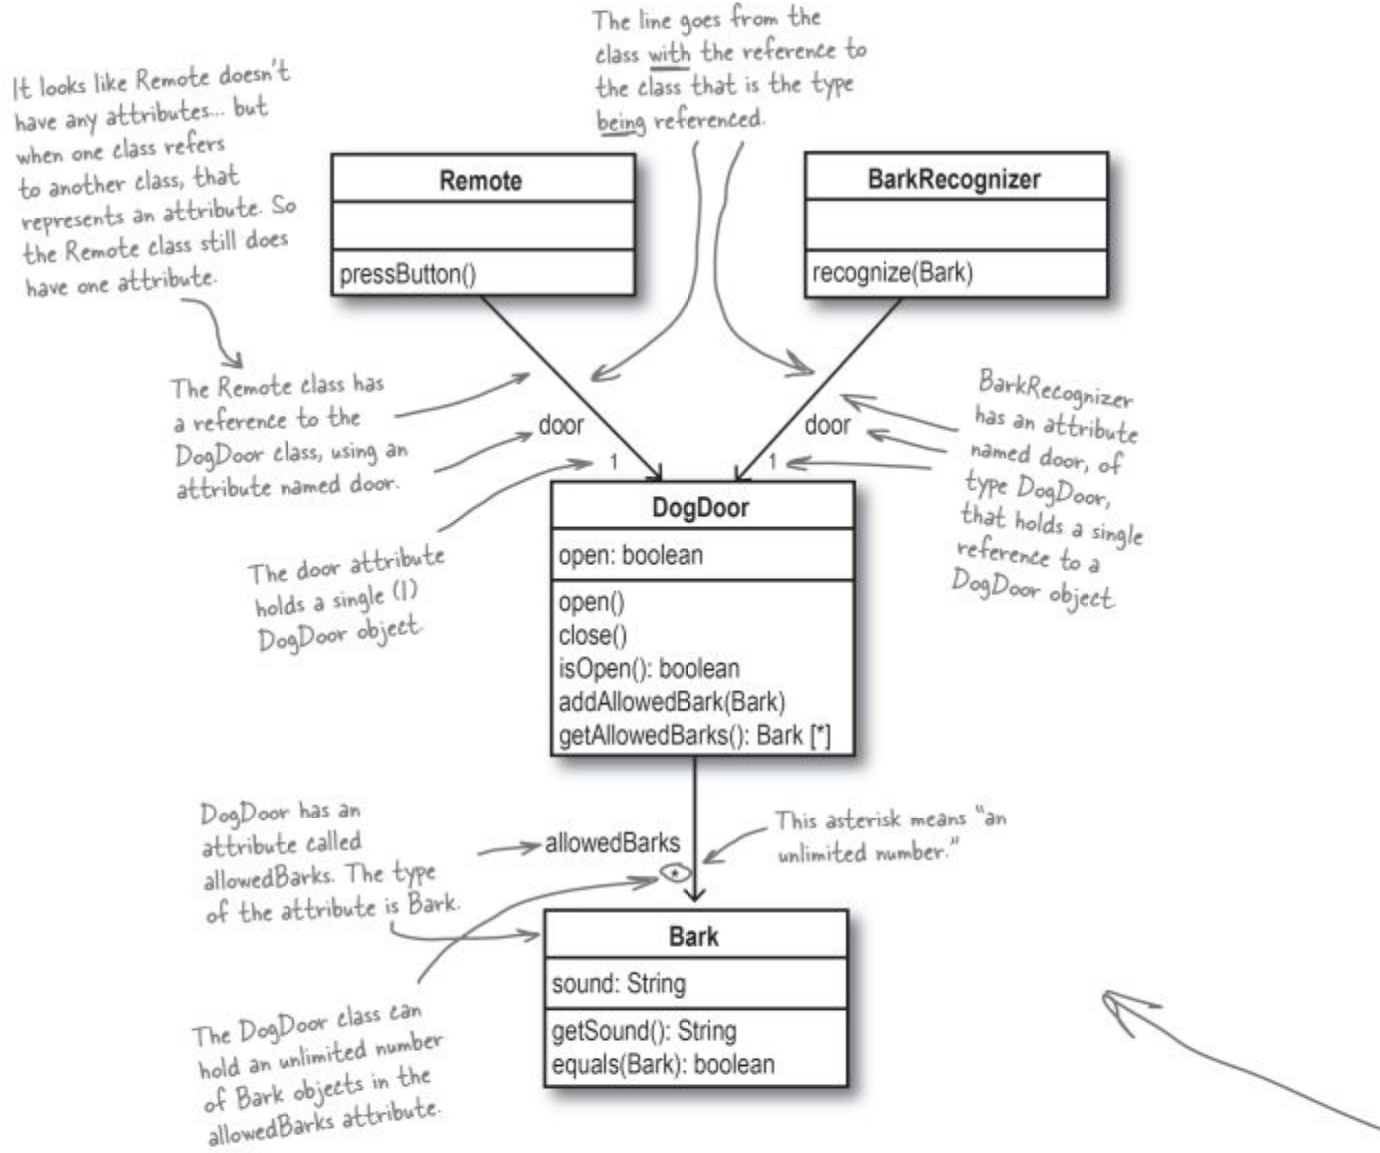 The line goes from the
class with the reference to
the class that is the type
being referenced.
It looks like Remote doesn't
have any attributes... but
when one class refers
to another class, that
represents an attribute. So
the Remote class still does
have one attribute.
Remote
pressButton()
BarkRecognizer
recognize(Bark)
The Remote class has
a reference to the
DogDoor class, using an
attribute named door.
door
1
door
1
BarkRecognizer
has an attribute
named door, of
type DogDoor,
that holds a single
reference to a
DogDoor object.
The door attribute
holds a single (1)
DogDoor object.
DogDoor
open: boolean
open()
close()
isOpen(): boolean
addAllowedBark(Bark)
getAllowedBarks(): Bark [*]
DogDoor has an
attribute called
allowedBarks. The type
of the attribute is Bark.
allowedBarks
*
This asterisk means "an
unlimited number."
Bark
sound: String
getSound(): String
equals(Bark): boolean
The DogDoor class can
hold an unlimited number
of Bark objects in the
allowedBarks attribute.